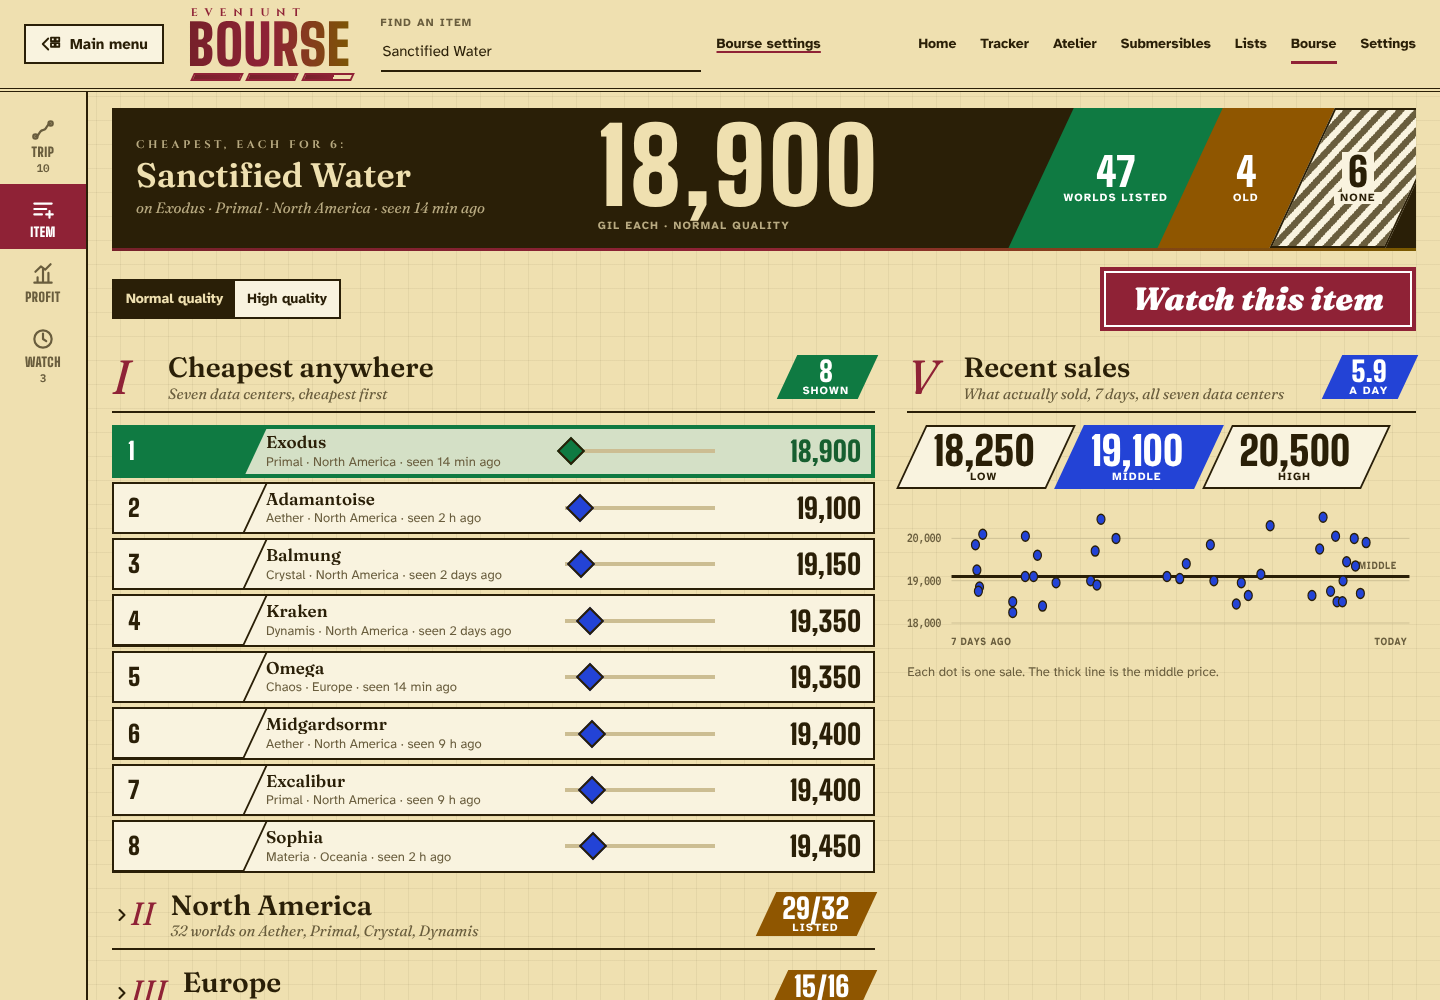 Main menu
EVENIUNT
BOURSE
FIND AN ITEM
Sanctified Water
Bourse settings
Home
Tracker
Atelier
Submersibles
Lists
Bourse
Settings
TRIP
10
ITEM
PROFIT
WATCH
3
CHEAPEST, EACH FOR 6:
Sanctified Water
on Exodus · Primal · North America · seen 14 min ago
18,900
GIL EACH · NORMAL QUALITY
47
WORLDS LISTED
4
OLD
6
NONE
Normal quality
High quality
Watch this item
I
Cheapest anywhere
Seven data centers, cheapest first
8
SHOWN
1
Exodus
Primal · North America · seen 14 min ago
18,900
2
Adamantoise
Aether · North America · seen 2 h ago
19,100
3
Balmung
Crystal · North America · seen 2 days ago
19,150
4
Kraken
Dynamis · North America · seen 2 days ago
19,350
5
Omega
Chaos · Europe · seen 14 min ago
19,350
6
Midgardsormr
Aether · North America · seen 9 h ago
19,400
7
Excalibur
Primal · North America · seen 9 h ago
19,400
8
Sophia
Materia · Oceania · seen 2 h ago
19,450
II
North America
32 worlds on Aether, Primal, Crystal, Dynamis
29/32
LISTED
III
Europe
15/16
V
Recent sales
What actually sold, 7 days, all seven data centers
5.9
A DAY
18,250
LOW
19,100
MIDDLE
20,500
HIGH
20,000
MIDDLE
19,000
18,000
7 DAYS AGO
TODAY
Each dot is one sale. The thick line is the middle price.